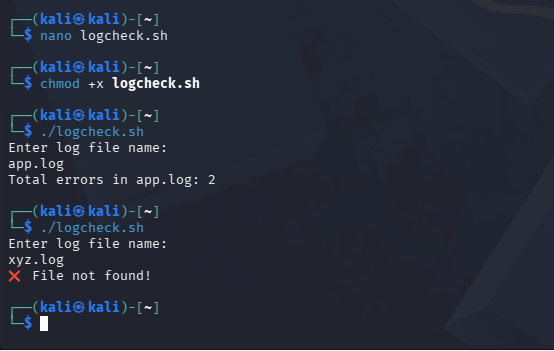 ┌──(kali㉿kali)-[~]
└─$ nano logcheck.sh
┌──(kali㉿kali)-[~]
└─$ chmod +x logcheck.sh
┌──(kali㉿kali)-[~]
└─$ ./logcheck.sh
Enter log file name:
app.log
Total errors in app.log: 2
┌──(kali㉿kali)-[~]
└─$ ./logcheck.sh
Enter log file name:
xyz.log
❌ File not found!
┌──(kali㉿kali)-[~]
└─$